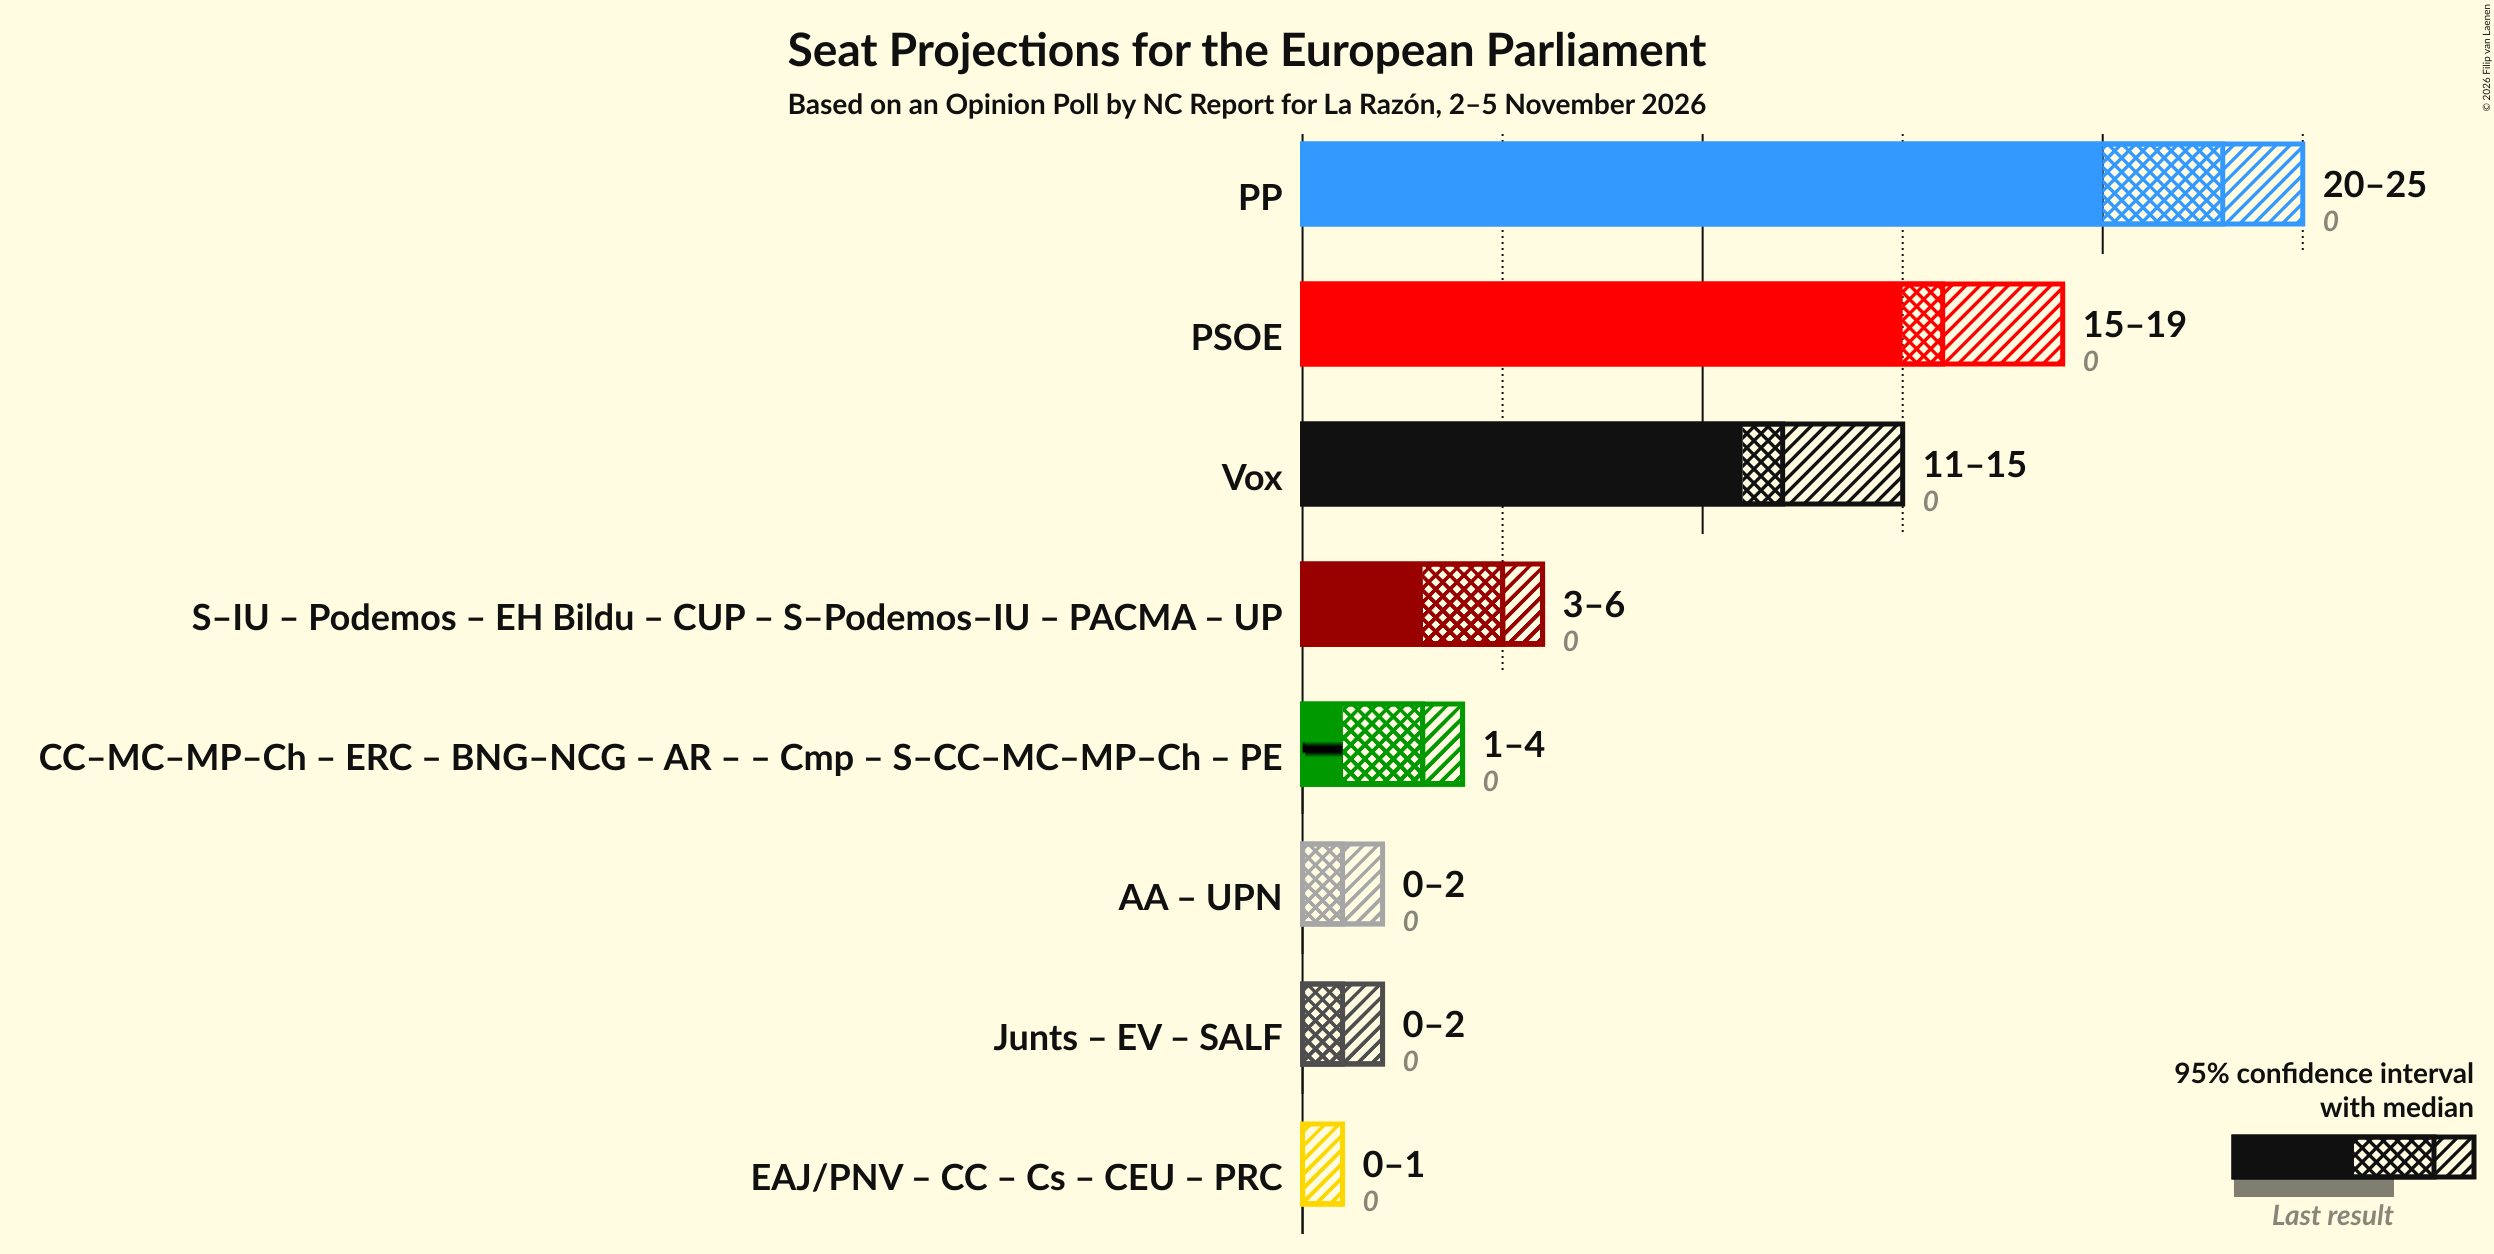 Seat Projections for the European Parliament
Based on an Opinion Poll by NC Report for La Razón, 2–5 November 2026
© 2026 Filip van Laenen
PP
20–25
0
PSOE
15–19
0
Vox
11–15
0
S–IU – Podemos – EH Bildu – CUP – S–Podemos–IU – PACMA – UP
3–6
0
CC–MC–MP–Ch – ERC – BNG–NCG – AR – – Cmp – S–CC–MC–MP–Ch – PE
1–4
0
AA – UPN
0–2
0
Junts – EV – SALF
0–2
0
EAJ/PNV – CC – Cs – CEU – PRC
0–1
0
95% confidence interval
with median
Last result